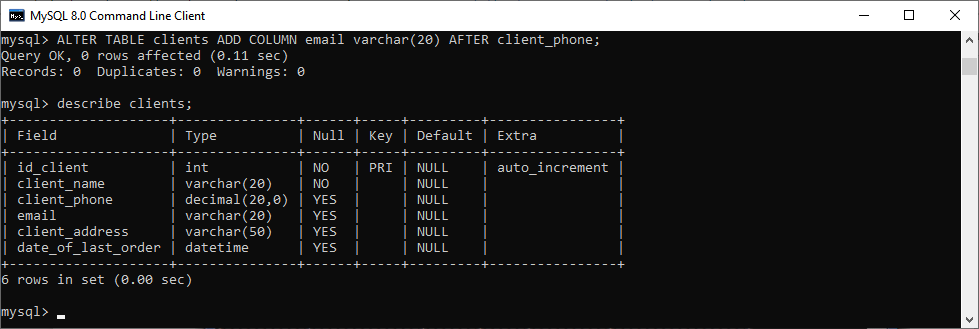 MySQL 8.0 Command Line Client
mysql> ALTER TABLE clients ADD COLUMN email varchar(20) AFTER client_phone;
Query OK, 0 rows affected (0.11 sec)
Records: 0  Duplicates: 0  Warnings: 0
mysql> describe clients;
+--------------------+---------------+------+-----+---------+----------------+
| Field              | Type          | Null | Key | Default | Extra          |
+--------------------+---------------+------+-----+---------+----------------+
| id_client          | int           | NO   | PRI | NULL    | auto_increment |
| client_name        | varchar(20)   | NO   |     | NULL    |                |
| client_phone       | decimal(20,0) | YES  |     | NULL    |                |
| email              | varchar(20)   | YES  |     | NULL    |                |
| client_address     | varchar(50)   | YES  |     | NULL    |                |
| date_of_last_order | datetime      | YES  |     | NULL    |                |
+--------------------+---------------+------+-----+---------+----------------+
6 rows in set (0.00 sec)
mysql>